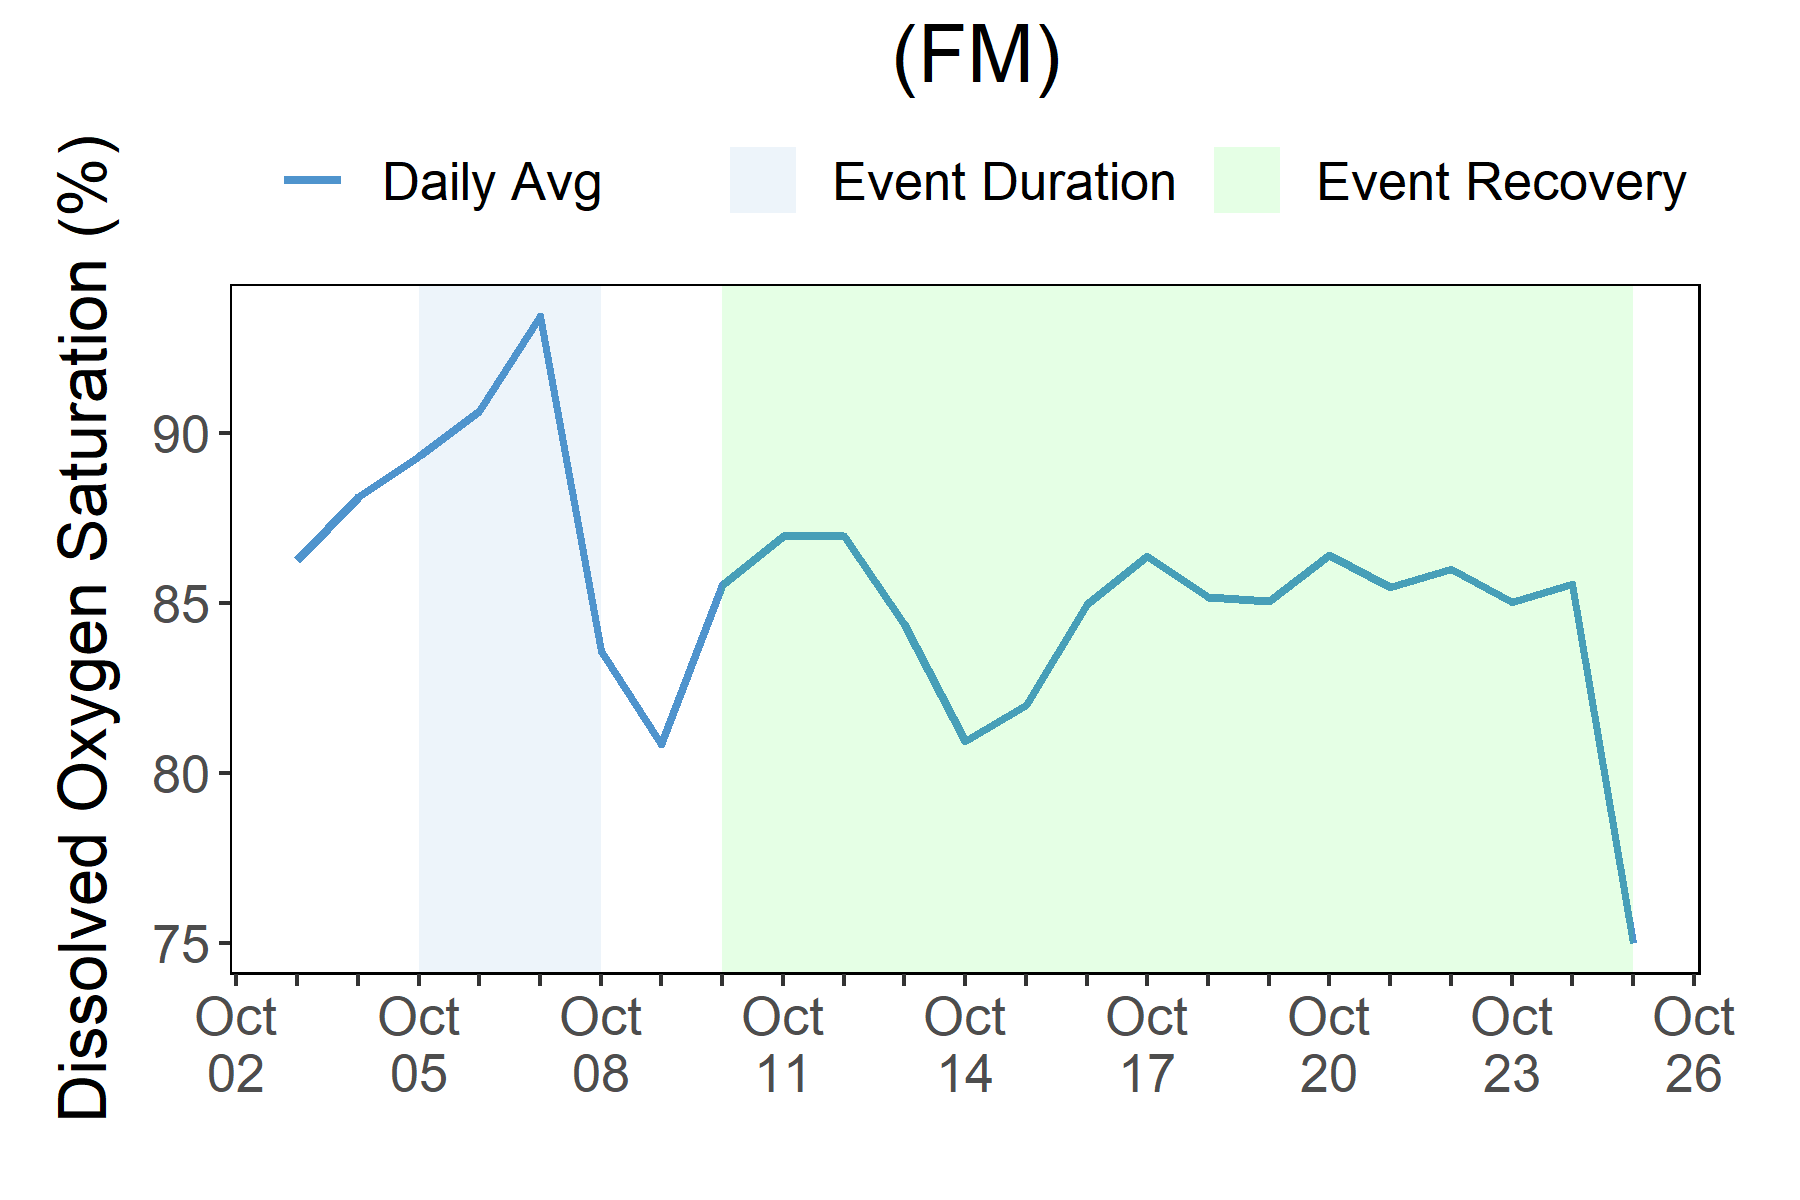 (FM)
Daily Avg
Event Duration
Event Recovery
Dissolved Oxygen Saturation (%)
90
85
80
75
Oct
02
Oct
05
Oct
08
Oct
11
Oct
14
Oct
17
Oct
20
Oct
23
Oct
26